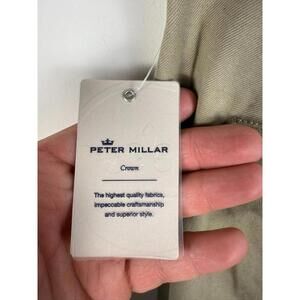 PETER MILLAR
Crown
The highest quality fabrics,
impeccable craftsmanship
and superior style.